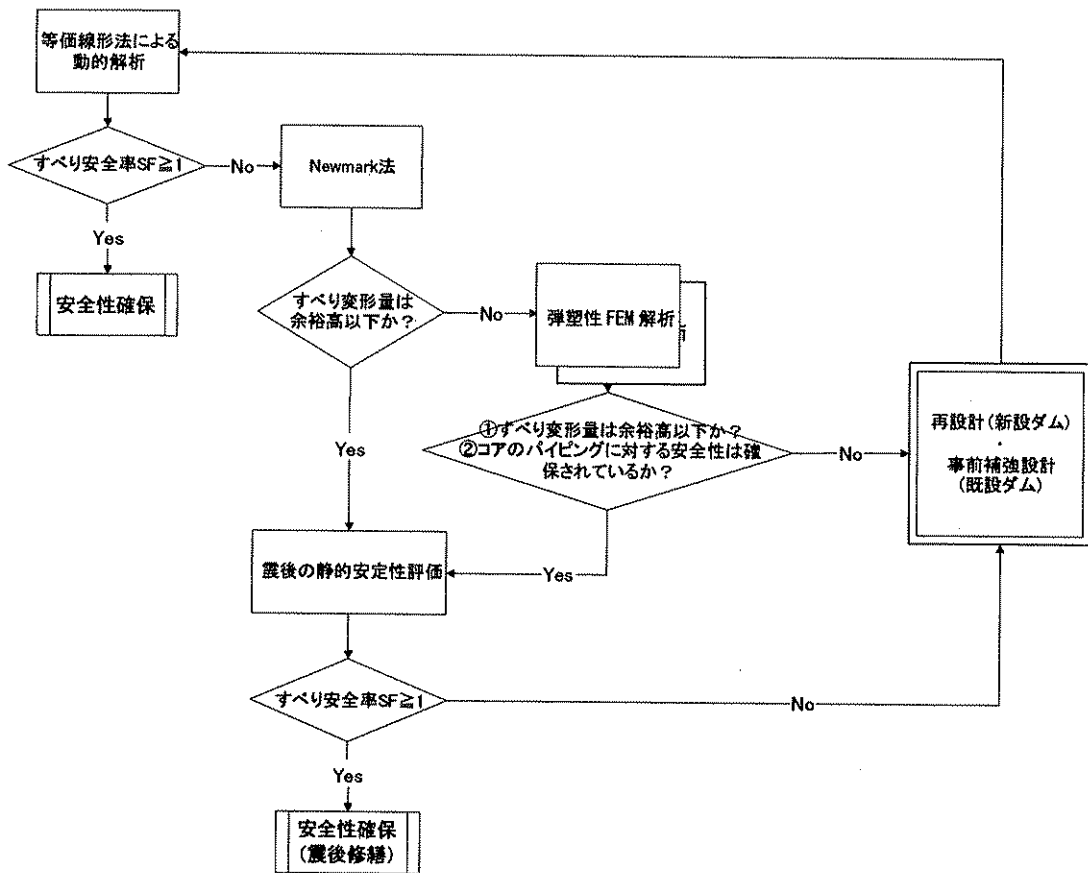 等価線形法による
動的解析
すべり安全率SF≧1
No
Newmark法
Yes
安全性確保
すべり変形量は
余裕高以下か？
No
弾塑性 FEM 解析
Yes
①すべり変形量は余裕高以下か？
②コアのパイピングに対する安全性は確
保されているか？
No
再設計（新設ダム）
・
事前補強設計
（既設ダム）
震後の静的安定性評価
Yes
すべり安全率SF≧1
No
Yes
安全性確保
（震後修繕）